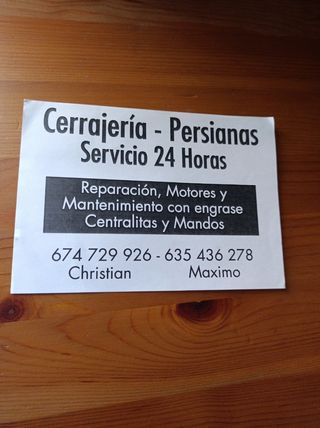 Cerrajería - Persianas
Servicio 24 Horas
Reparación, Motores y
Mantenimiento con engrase
Centralitas y Mandos
674 729 926 - 635 436 278
Christian Maximo